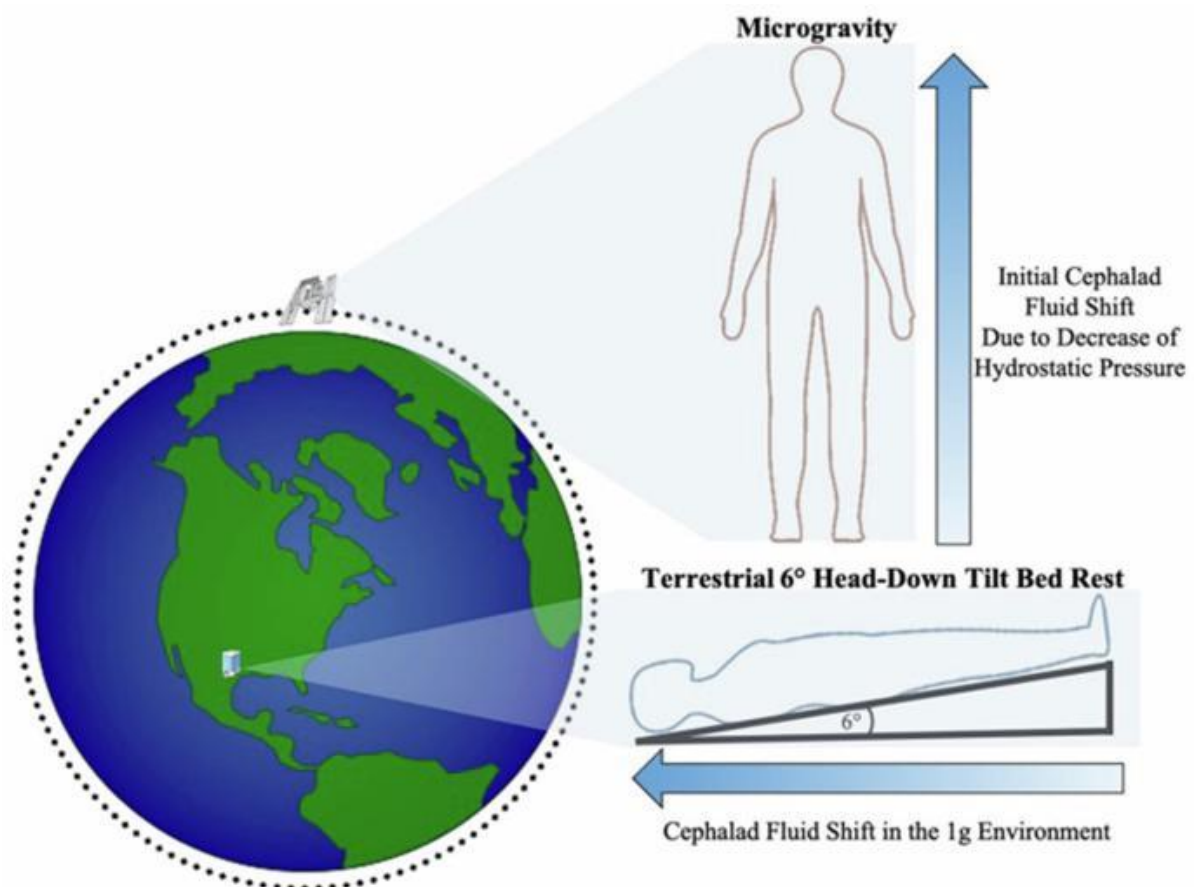 Microgravity
Initial Cephalad
Fluid Shift
Due to Decrease of
Hydrostatic Pressure
Terrestrial 6° Head-Down Tilt Bed Rest
6°
Cephalad Fluid Shift in the 1g Environment